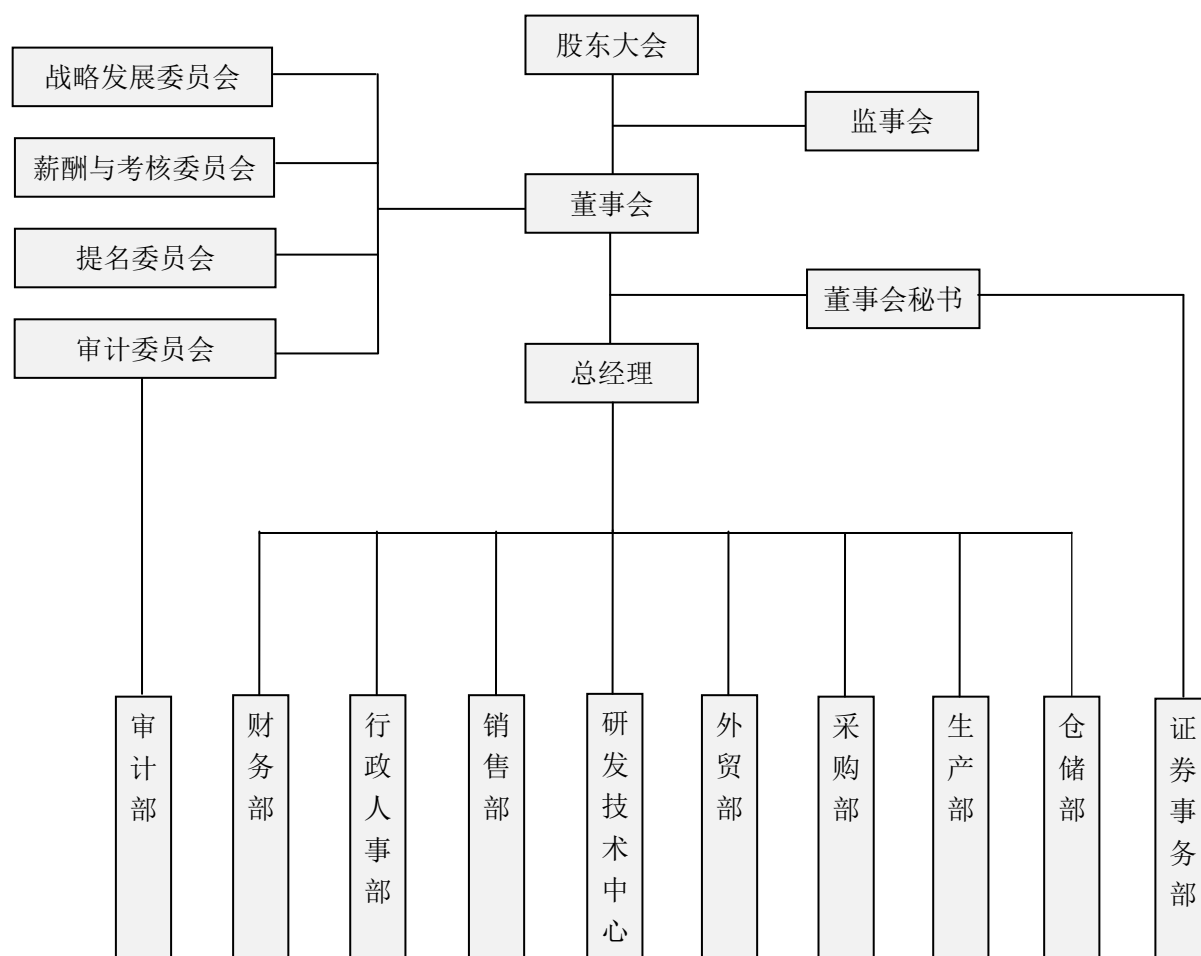 股东大会
战略发展委员会
监事会
薪酬与考核委员会
董事会
提名委员会
董事会秘书
审计委员会
总经理
审计部
财务部
行政人事部
销售部
研发技术中心
外贸部
采购部
生产部
仓储部
证券事务部